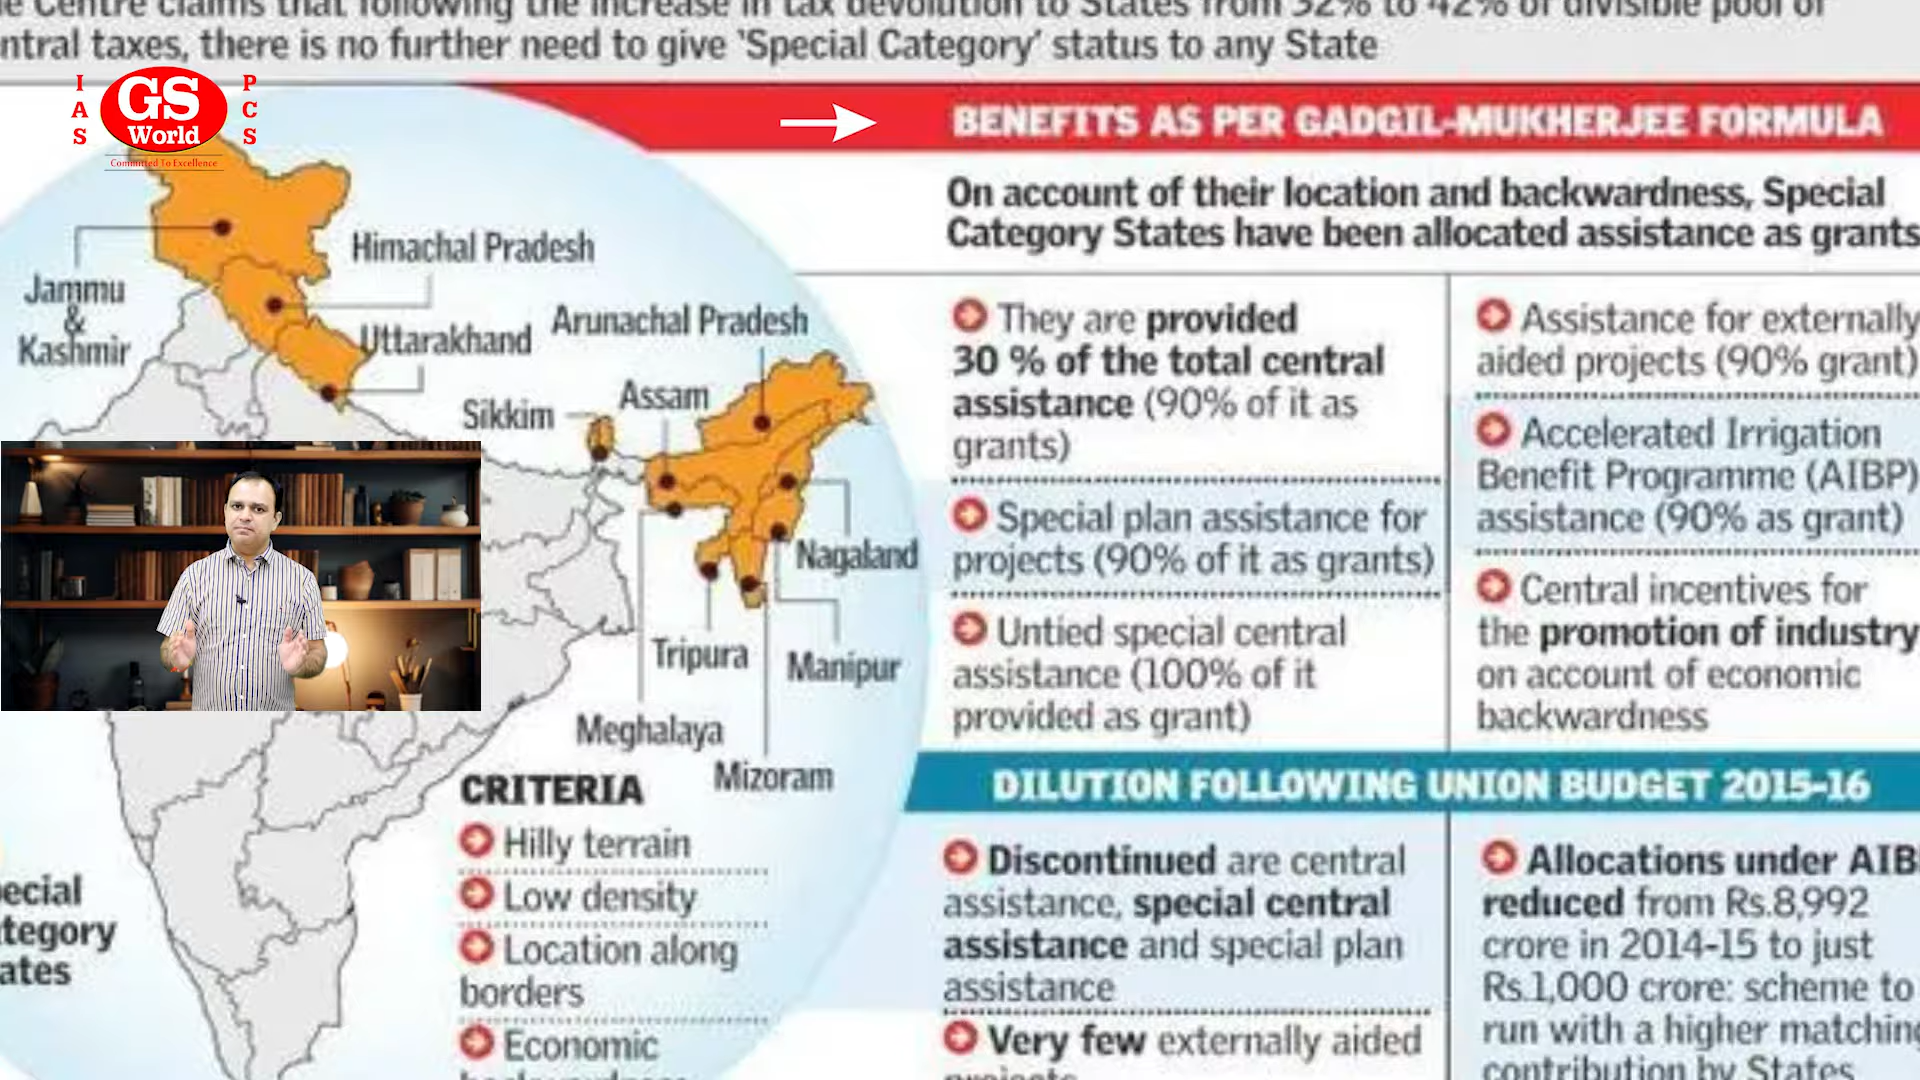 e Centre claims that following the increase in tax devolution to States from 32% to 42% of divisible pool of
ntral taxes, there is no further need to give 'Special Category' status to any State
IAS
GS
World
PCS
Committed To Excellence
BENEFITS AS PER GADGIL-MUKHERJEE FORMULA
On account of their location and backwardness, Special
Category States have been allocated assistance as grants
Himachal Pradesh
Jammu
&
Kashmir
Uttarakhand
Arunachal Pradesh
Sikkim
Assam
Nagaland
Tripura
Manipur
Meghalaya
Mizoram
They are provided
30 % of the total central
assistance (90% of it as
grants)
Special plan assistance for
projects (90% of it as grants)
Untied special central
assistance (100% of it
provided as grant)
Assistance for externally
aided projects (90% grant)
Accelerated Irrigation
Benefit Programme (AIBP)
assistance (90% as grant)
Central incentives for
the promotion of industry
on account of economic
backwardness
ecial
tegory
ates
CRITERIA
Hilly terrain
Low density
Location along
borders
Economic
DILUTION FOLLOWING UNION BUDGET 2015-16
Discontinued are central
assistance, special central
assistance and special plan
assistance
Very few externally aided
projects
Allocations under AIB
reduced from Rs.8,992
crore in 2014-15 to just
Rs.1,000 crore: scheme to
run with a higher matching
contribution by States